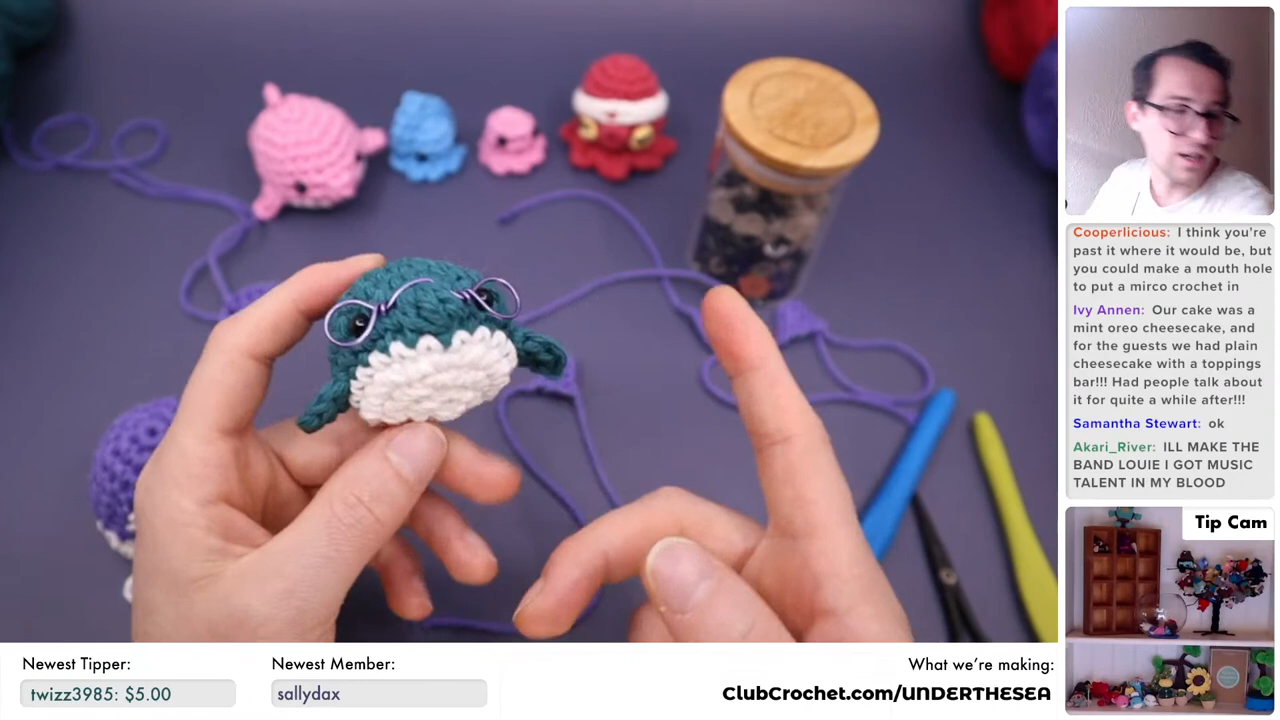 Cooperlicious: I think you're
past it where it would be, but
you could make a mouth hole
to put a mirco crochet in
Ivy Annen: Our cake was a
mint oreo cheesecake, and
for the guests we had plain
cheesecake with a toppings
bar!!! Had people talk about
it for quite a while after!!!
Samantha Stewart: ok
Akari_River: ILL MAKE THE
BAND LOUIE I GOT MUSIC
TALENT IN MY BLOOD
Tip Cam
Newest Tipper:
twizz3985: $5.00
Newest Member:
sallydax
What we're making:
ClubCrochet.com/UNDERTHESEA